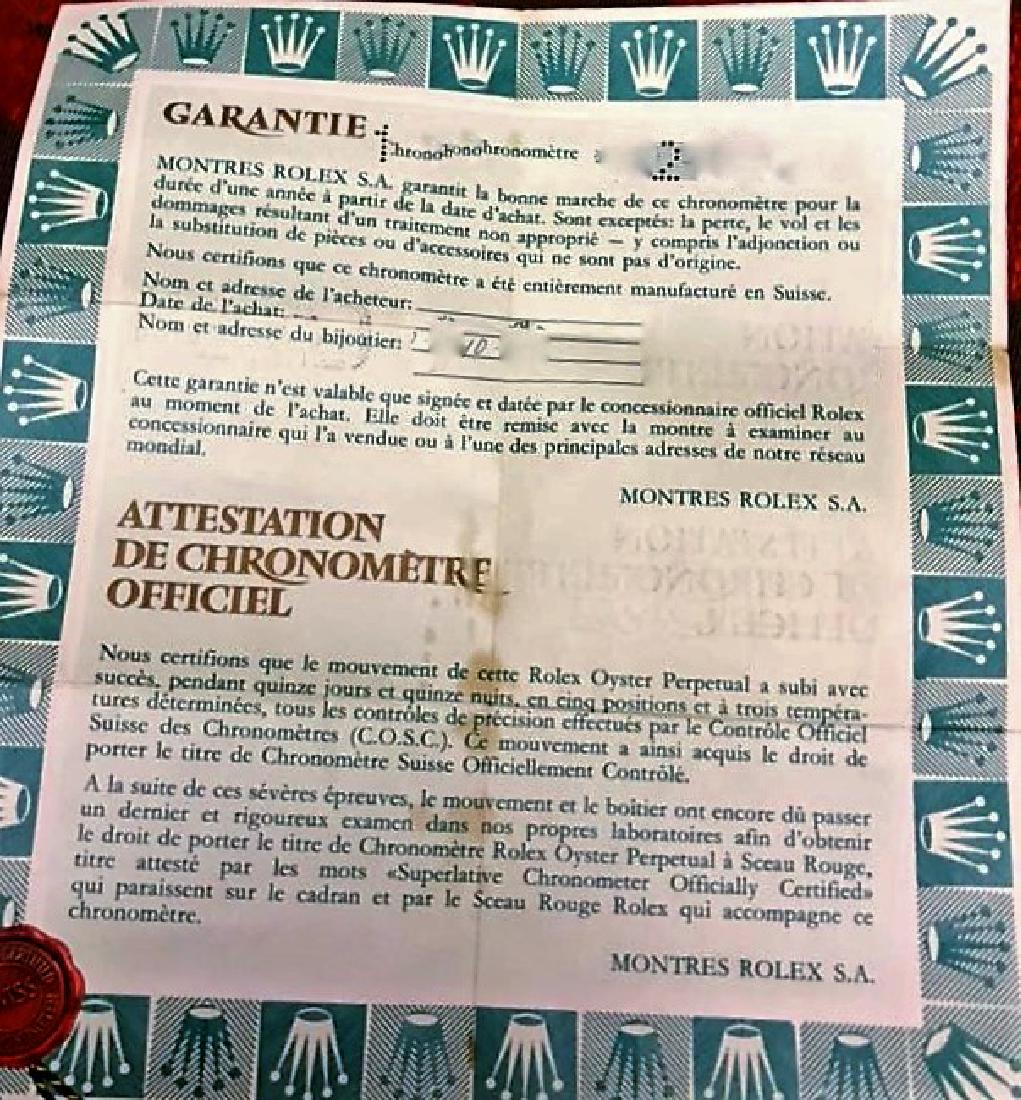 GARANTIE
Chronohonohronomètre 2
MONTRES ROLEX S.A. garantit la bonne marche de ce chronomètre pour la
durée d'une année à partir de la date d'achat. Sont exceptés: la perte, le vol et les
dommages résultant d'un traitement non approprié – y compris l'adjonction ou
la substitution de pièces ou d'accessoires qui ne sont pas d'origine.
Nous certifions que ce chronomètre a été entièrement manufacturé en Suisse.
Nom et adresse de l'acheteur:
Date de l'achat:
Nom et adresse du bijoutier: 10
Cette garantie n'est valable que signée et datée par le concessionnaire officiel Rolex
au moment de l'achat. Elle doit être remise avec la montre à examiner au
concessionnaire qui l'a vendue ou à l'une des principales adresses de notre réseau
mondial.
MONTRES ROLEX S.A.
ATTESTATION
DE CHRONOMÈTRE
OFFICIEL
Nous certifions que le mouvement de cette Rolex Oyster Perpetual a subi avec
succès, pendant quinze jours et quinze nuits, en cinq positions et à trois tempéra-
tures déterminées, tous les contrôles de précision effectués par le Contrôle Officiel
Suisse des Chronomètres (C.O.S.C.). Ce mouvement a ainsi acquis le droit de
porter le titre de Chronomètre Suisse Officiellement Contrôlé.
A la suite de ces sévères épreuves, le mouvement et le boîtier ont encore dû passer
un dernier et rigoureux examen dans nos propres laboratoires afin d'obtenir
le droit de porter le titre de Chronomètre Rolex Oyster Perpetual à Sceau Rouge,
titre attesté par les mots «Superlative Chronometer Officially Certified»
qui paraissent sur le cadran et par le Sceau Rouge Rolex qui accompagne ce
chronomètre.
MONTRES ROLEX S.A.